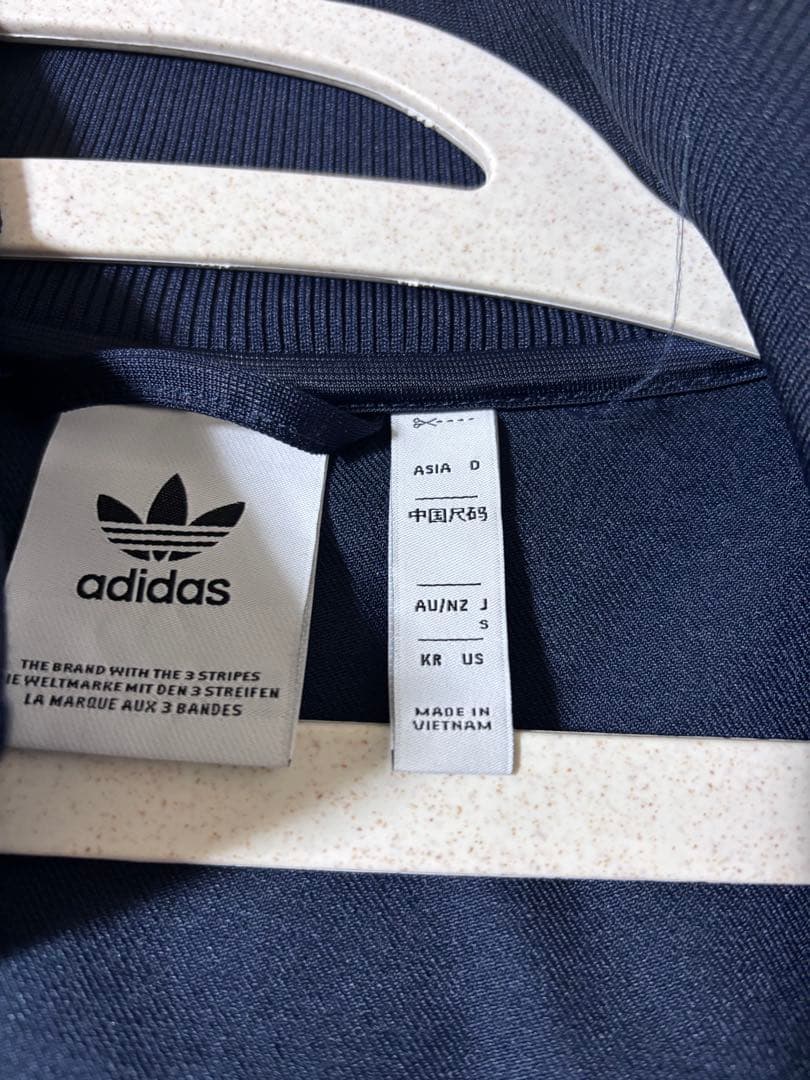 adidas
THE BRAND WITH THE 3 STRIPES
IE WELTMARKE MIT DEN 3 STREIFEN
LA MARQUE AUX 3 BANDES
ASIA D
中国尺码
AU/NZ J
S
KR US
MADE IN
VIETNAM